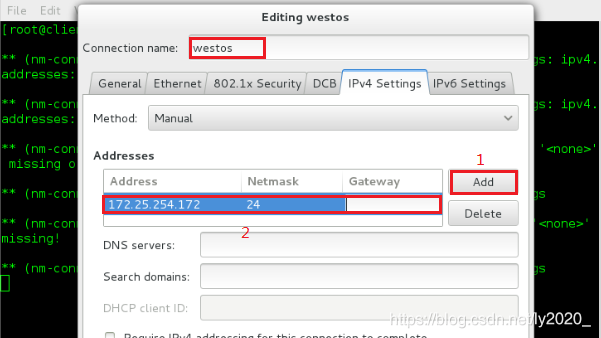 File Edit V
Editing westos
[root@clien
Connection name: westos
** (nm-conn
gs: ipv4.
addresses:
General Ethernet 802.1x Security DCB IPv4 Settings IPv6 Settings
** (nm-conn
gs: ipv4.
addresses:
Method: Manual
** (nm-conn
'<none>'
missing o
Addresses
1
** (nm-conn
gs
Address Netmask Gateway
Add
** (nm-conn
'<none>'
172.25.254.172 24
Delete
missing!
2
DNS servers:
** (nm-conn
gs
Search domains:
DHCP client ID:
https://blog.csdn.net/ly2020_
Require IPv4 addressing for this connection to complete